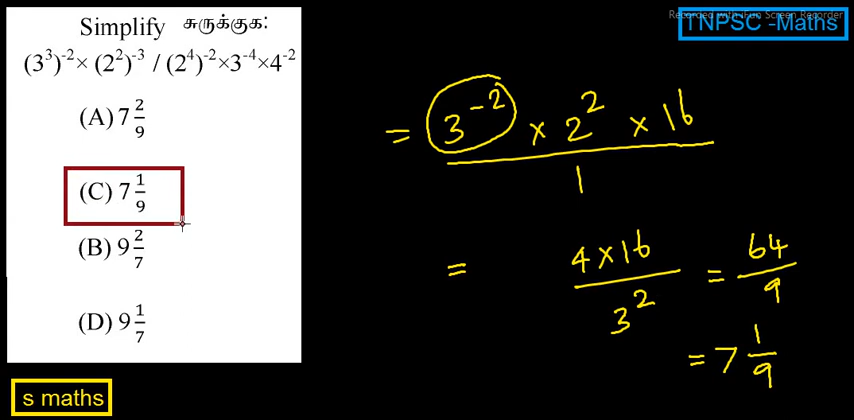 Recorded with iFun Screen Recorder
TNPSC -Maths
Simplify சுருக்குக:
(3³)⁻²× (2²)⁻³ / (2⁴)⁻²×3⁻⁴×4⁻²
(A) 7 2/9
(C) 7 1/9
(B) 9 2/7
(D) 9 1/7
s maths
= 3⁻² × 2² × 16 / 1
= 4×16 / 3² = 64 / 9
= 7 1/9